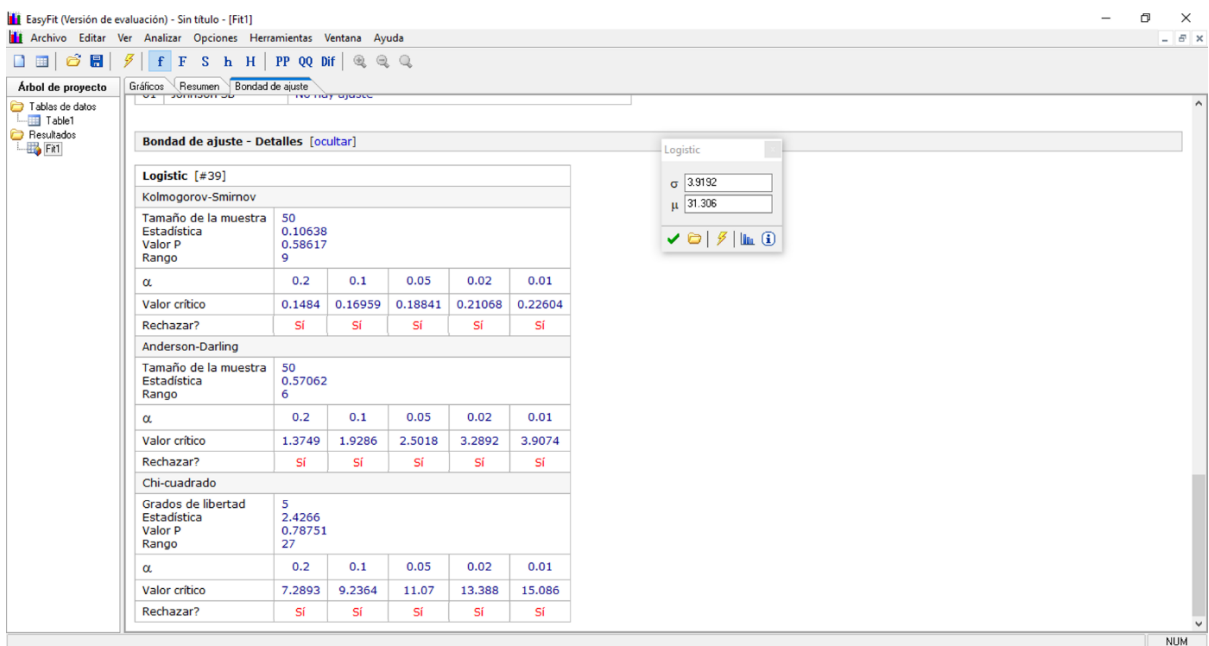 EasyFit (Versión de evaluación) - Sin título - [Fit1]
Archivo Editar Ver Analizar Opciones Herramientas Ventana Ayuda
f F S h H PP QQ Dif
Árbol de proyecto
Tablas de datos
Table1
Resultados
Fit1
Gráficos Resumen Bondad de ajuste
61 Johnson SB No hay ajuste
Bondad de ajuste - Detalles [ocultar]
Logistic [#39]
Kolmogorov-Smirnov
Tamaño de la muestra 50
Estadística 0.10638
Valor P 0.58617
Rango 9
α 0.2 0.1 0.05 0.02 0.01
Valor crítico 0.1484 0.16959 0.18841 0.21068 0.22604
Rechazar? Sí Sí Sí Sí Sí
Anderson-Darling
Tamaño de la muestra 50
Estadística 0.57062
Rango 6
α 0.2 0.1 0.05 0.02 0.01
Valor crítico 1.3749 1.9286 2.5018 3.2892 3.9074
Rechazar? Sí Sí Sí Sí Sí
Chi-cuadrado
Grados de libertad 5
Estadística 2.4266
Valor P 0.78751
Rango 27
α 0.2 0.1 0.05 0.02 0.01
Valor crítico 7.2893 9.2364 11.07 13.388 15.086
Rechazar? Sí Sí Sí Sí Sí
Logistic
σ 3.9192
μ 31.306
NUM